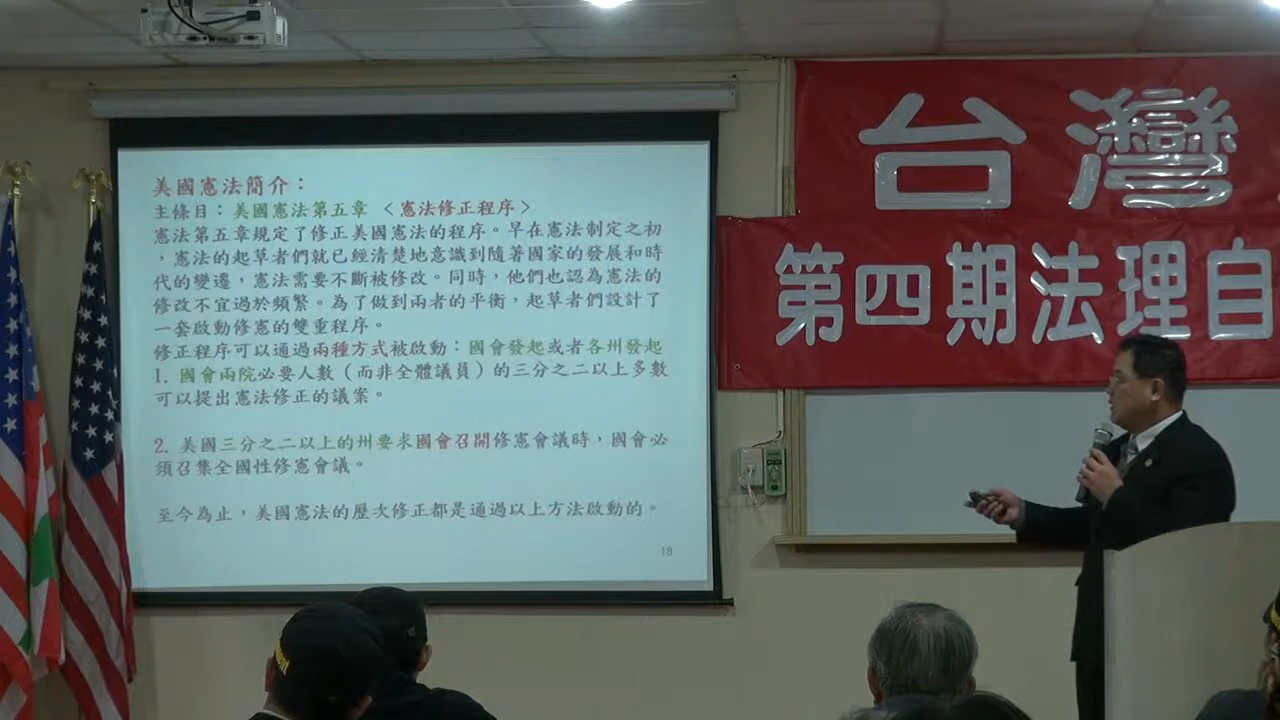 美國憲法簡介：
主條目：美國憲法第五章 〈憲法修正程序〉
憲法第五章規定了修正美國憲法的程序。早在憲法制定之初
，憲法的起草者們就已經清楚地意識到隨著國家的發展和時
代的變遷，憲法需要不斷被修改。同時，他們也認為憲法的
修改不宜過於頻繁。為了做到兩者的平衡，起草者們設計了
一套啟動修憲的雙重程序。
修正程序可以通過兩種方式被啟動：國會發起或者各州發起
1. 國會兩院必要人數（而非全體議員）的三分之二以上多數
可以提出憲法修正的議案。
2. 美國三分之二以上的州要求國會召開修憲會議時，國會必
須召集全國性修憲會議。
至今為止，美國憲法的歷次修正都是通過以上方法啟動的。
18
台灣
第四期法理自